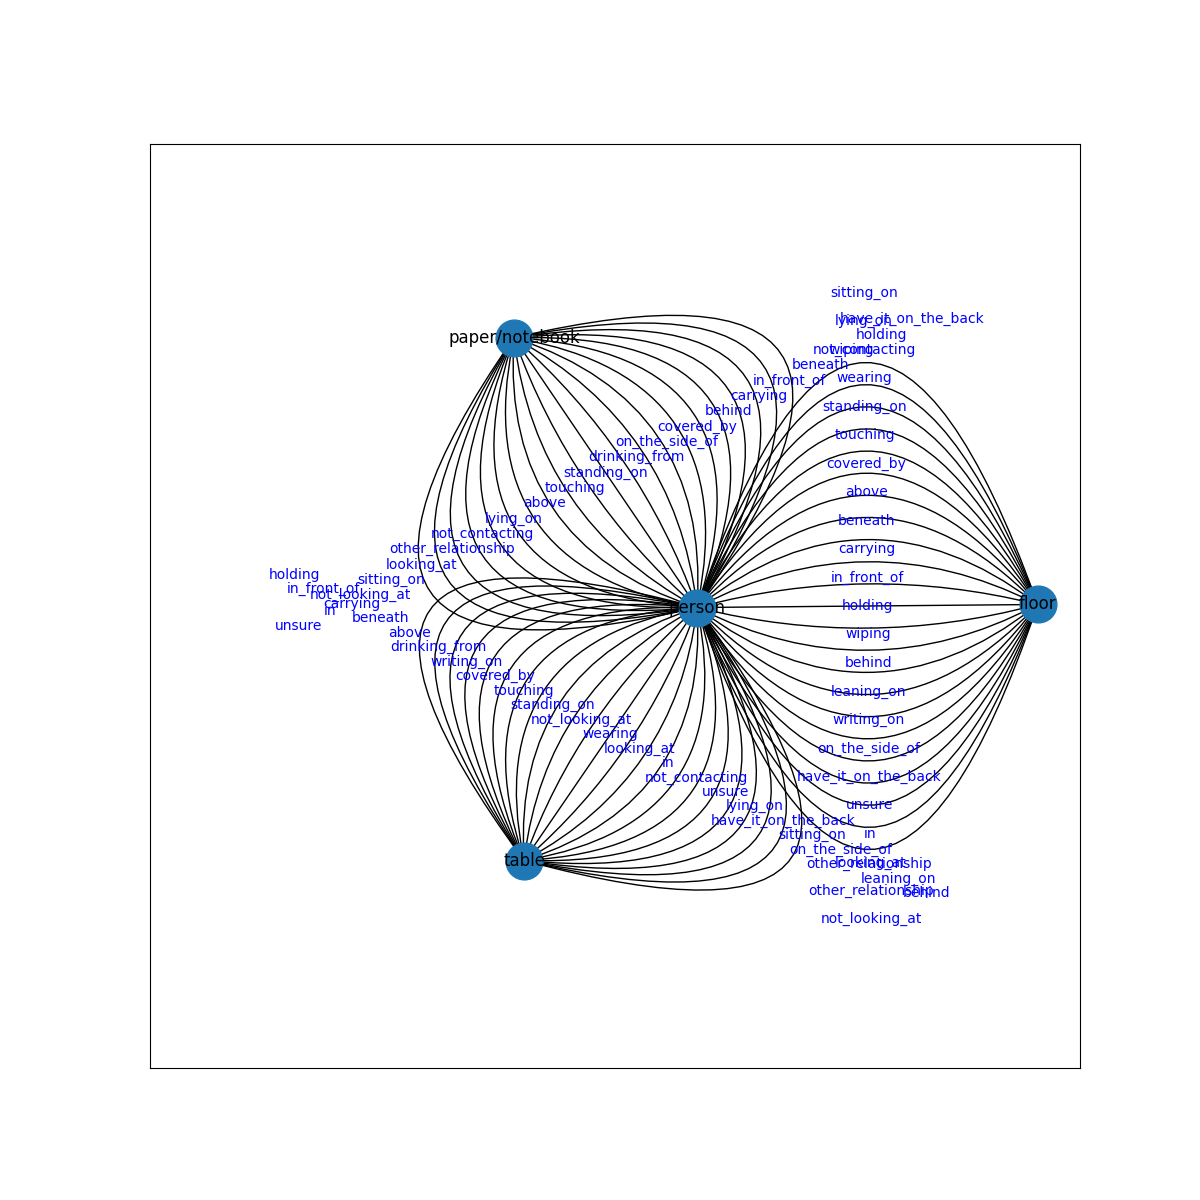 sitting_on
have_it_on_the_back
lying_on
holding
paper/notebook
not_contacting
wiping
beneath
wearing
in_front_of
carrying
standing_on
behind
covered_by
touching
on_the_side_of
drinking_from
covered_by
standing_on
touching
above
above
lying_on
beneath
not_contacting
other_relationship
carrying
looking_at
holding
sitting_on
in_front_of
in_front_of
not_looking_at
carrying
floor
holding
person
in
beneath
unsure
above
wiping
drinking_from
writing_on
behind
covered_by
touching
leaning_on
standing_on
not_looking_at
writing_on
wearing
looking_at
on_the_side_of
in
not_contacting
have_it_on_the_back
unsure
lying_on
unsure
have_it_on_the_back
sitting_on
in
on_the_side_of
table
other_relationship
looking_at
leaning_on
other_relationship
behind
not_looking_at